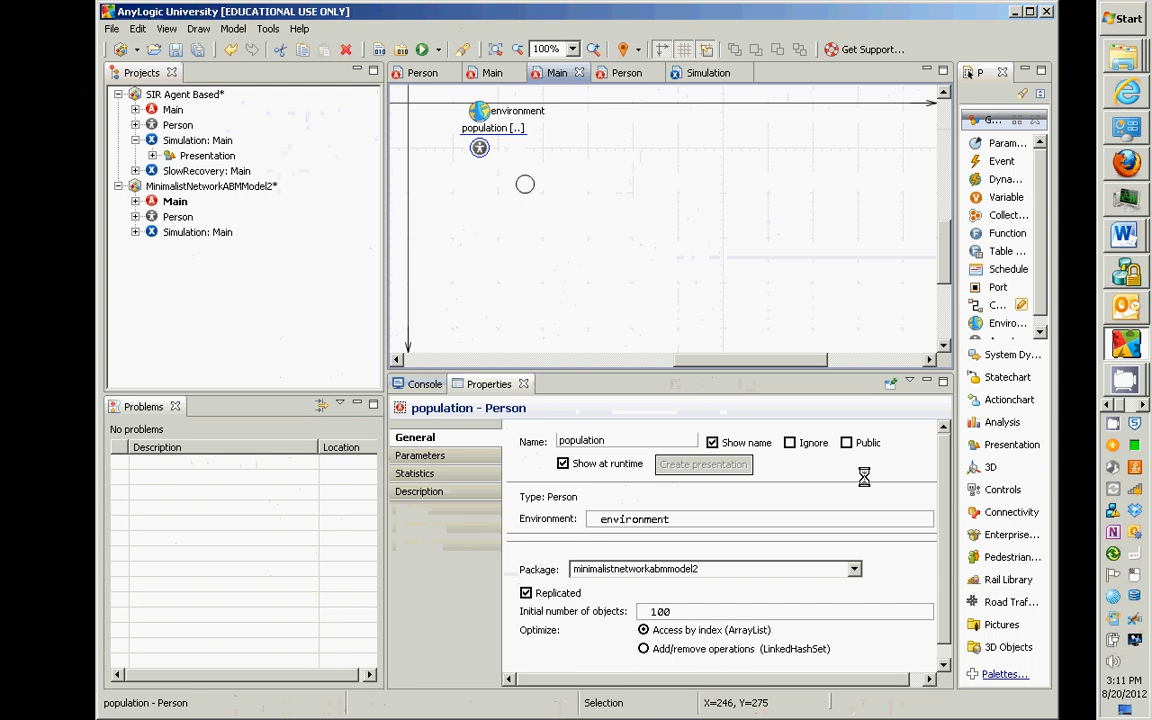 AnyLogic University [EDUCATIONAL USE ONLY]
File Edit View Draw Model Tools Help
100% Get Support...
Start
Projects
SIR Agent Based*
Main
Person
Simulation: Main
Presentation
SlowRecovery: Main
MinimalistNetworkABMModel2*
Main
Person
Simulation: Main
Person Main Main Person Simulation
environment
population [..]
P
G...
Param...
Event
Dyna...
Variable
Collect...
Function
Table ...
Schedule
Port
C...
Enviro...
System Dy...
Statechart
Actionchart
Analysis
Presentation
3D
Controls
Connectivity
Enterprise...
Pedestrian...
Rail Library
Road Traf...
Pictures
3D Objects
Palettes...
Problems
No problems
Description Location
Console Properties
population - Person
General
Parameters
Statistics
Description
Name: population Show name Ignore Public
Show at runtime Create presentation
Type: Person
Environment: environment
Package: minimalistnetworkabmmodel2
Replicated
Initial number of objects: 100
Optimize: Access by index (ArrayList)
Add/remove operations (LinkedHashSet)
population - Person Selection X=246, Y=275
3:11 PM
8/20/2012